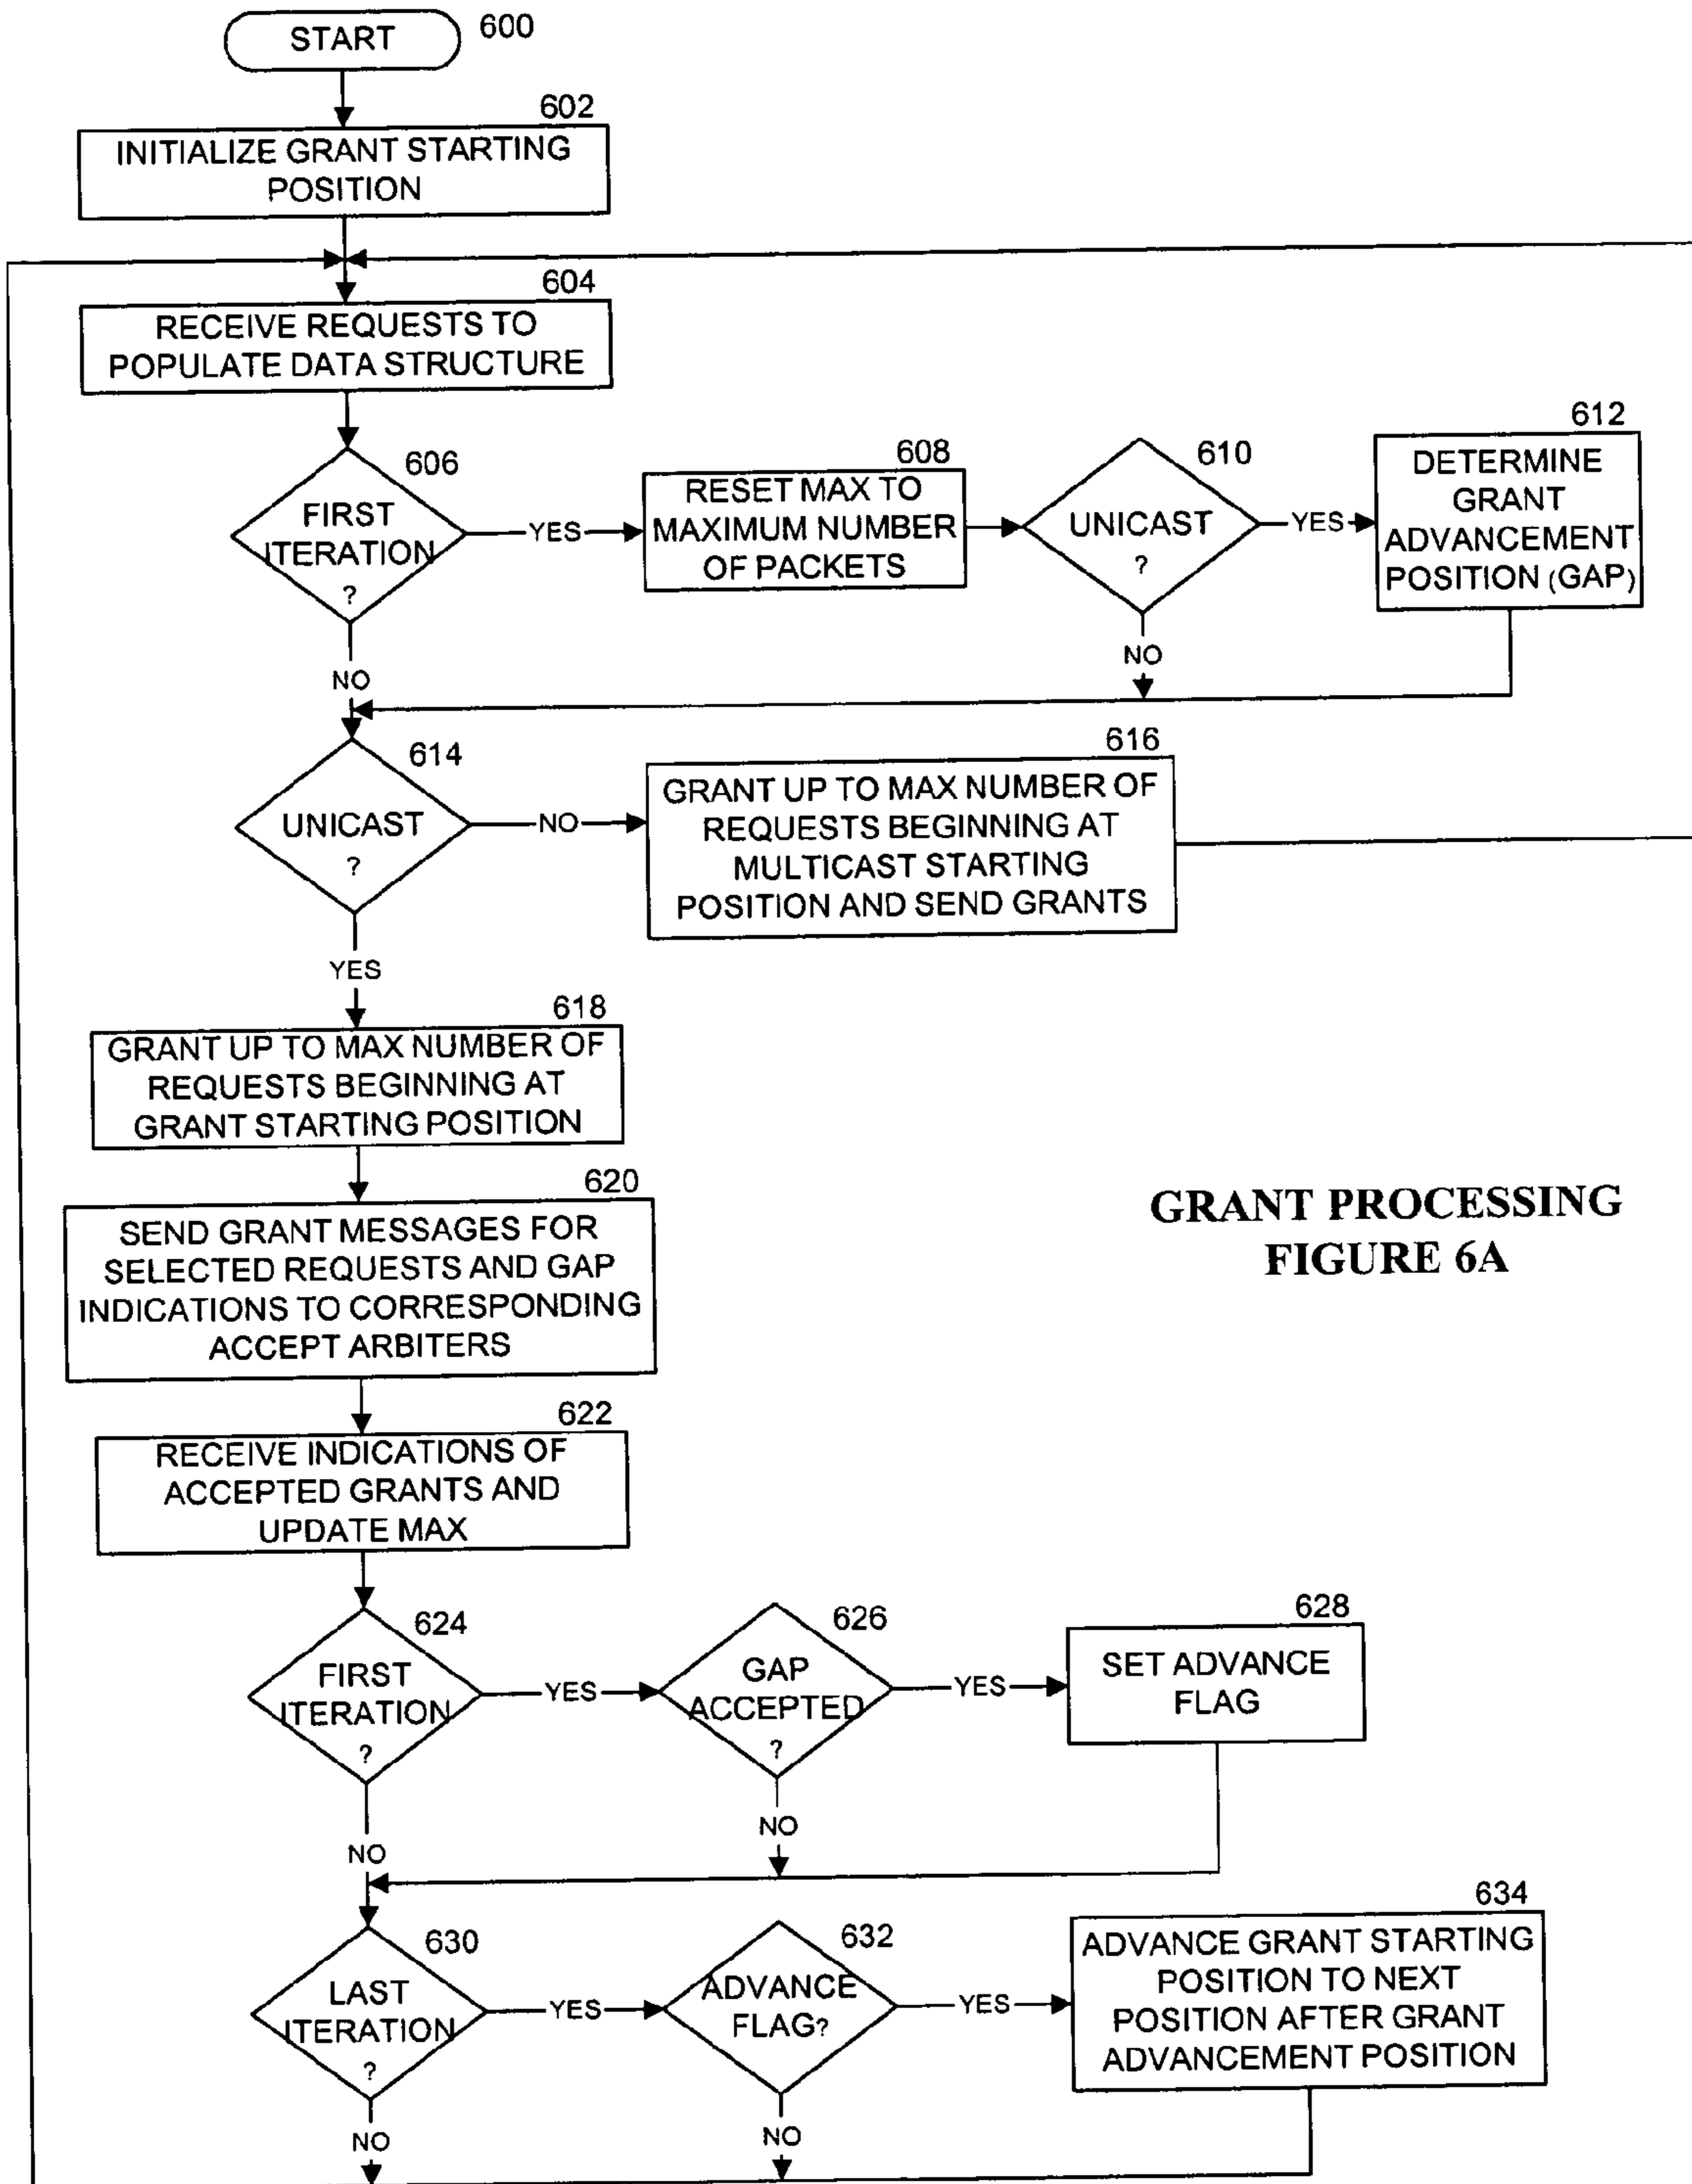 START
600
602
INITIALIZE GRANT STARTING
POSITION
604
RECEIVE REQUESTS TO
POPULATE DATA STRUCTURE
606
FIRST
ITERATION
?
YES
NO
608
RESET MAX TO
MAXIMUM NUMBER
OF PACKETS
610
UNICAST
?
YES
NO
612
DETERMINE
GRANT
ADVANCEMENT
POSITION (GAP)
614
UNICAST
?
NO
YES
616
GRANT UP TO MAX NUMBER OF
REQUESTS BEGINNING AT
MULTICAST STARTING
POSITION AND SEND GRANTS
618
GRANT UP TO MAX NUMBER OF
REQUESTS BEGINNING AT
GRANT STARTING POSITION
620
SEND GRANT MESSAGES FOR
SELECTED REQUESTS AND GAP
INDICATIONS TO CORRESPONDING
ACCEPT ARBITERS
GRANT PROCESSING
FIGURE 6A
622
RECEIVE INDICATIONS OF
ACCEPTED GRANTS AND
UPDATE MAX
624
FIRST
ITERATION
?
YES
NO
626
GAP
ACCEPTED
?
YES
NO
628
SET ADVANCE
FLAG
630
LAST
ITERATION
?
YES
NO
632
ADVANCE
FLAG?
YES
NO
634
ADVANCE GRANT STARTING
POSITION TO NEXT
POSITION AFTER GRANT
ADVANCEMENT POSITION